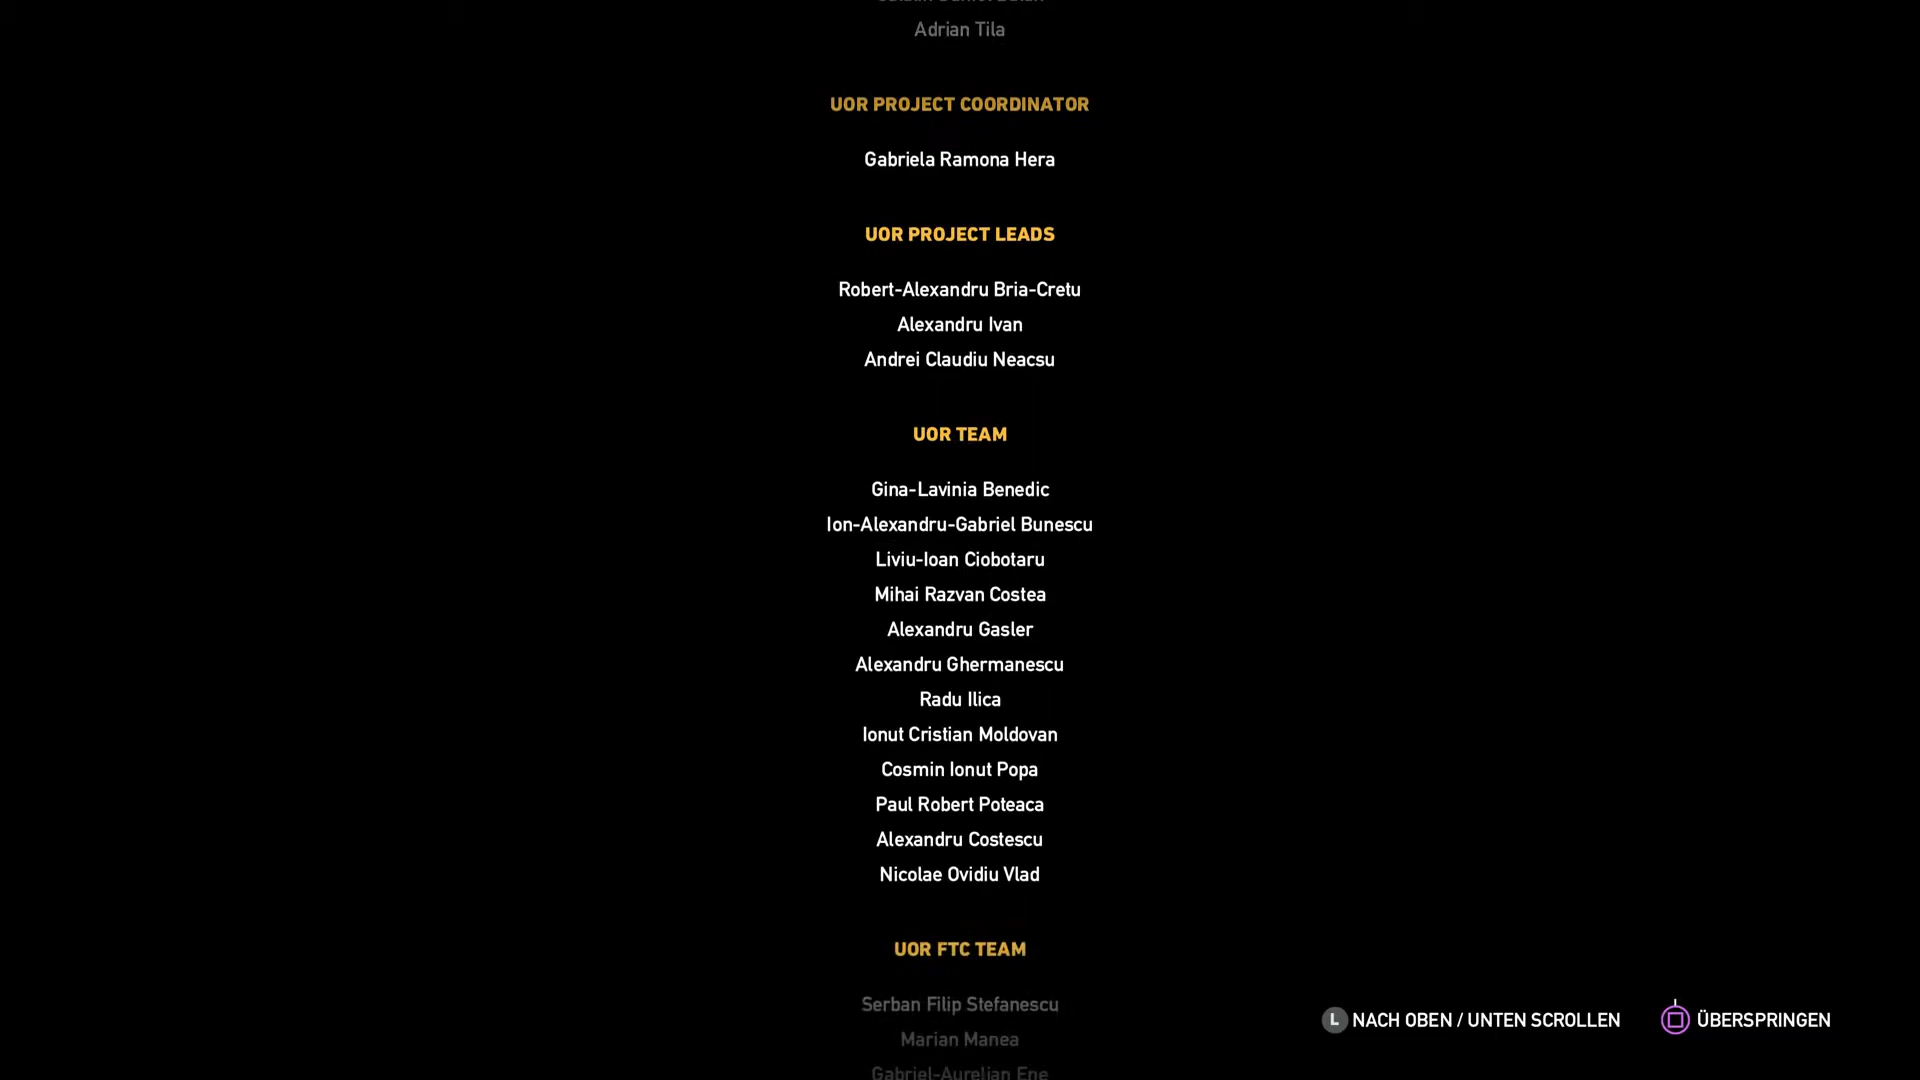 Adrian Tila
UOR PROJECT COORDINATOR
Gabriela Ramona Hera
UOR PROJECT LEADS
Robert-Alexandru Bria-Cretu
Alexandru Ivan
Andrei Claudiu Neacsu
UOR TEAM
Gina-Lavinia Benedic
Ion-Alexandru-Gabriel Bunescu
Liviu-Ioan Ciobotaru
Mihai Razvan Costea
Alexandru Gasler
Alexandru Ghermanescu
Radu Ilica
Ionut Cristian Moldovan
Cosmin Ionut Popa
Paul Robert Poteaca
Alexandru Costescu
Nicolae Ovidiu Vlad
UOR FTC TEAM
Serban Filip Stefanescu
Marian Manea
Gabriel-Aurelian Ene
L NACH OBEN / UNTEN SCROLLEN
ÜBERSPRINGEN